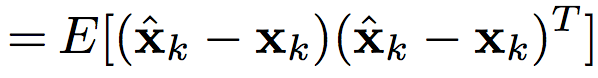 = E[(x̂ₖ − xₖ)(x̂ₖ − xₖ)ᵀ]